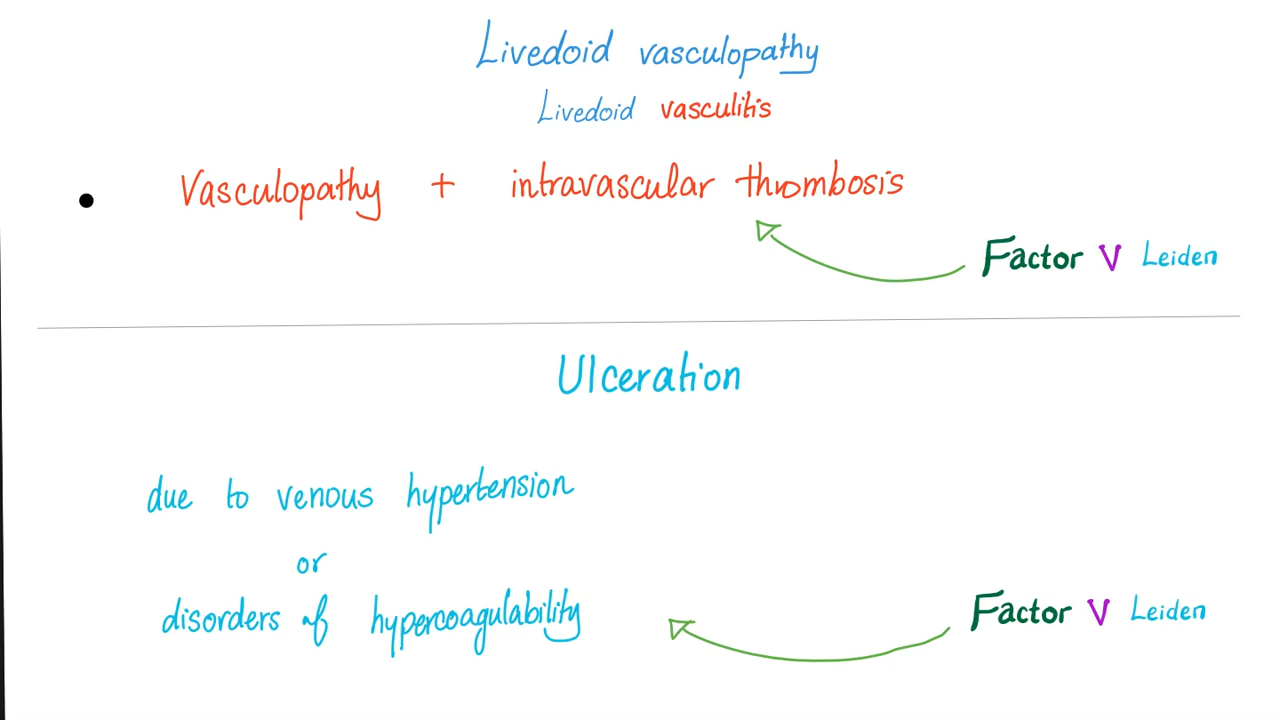 Livedoid vasculopathy
Livedoid vasculitis
• Vasculopathy + intravascular thrombosis
Factor V Leiden
Ulceration
due to venous hypertension
or
disorders of hypercoagulability
Factor V Leiden